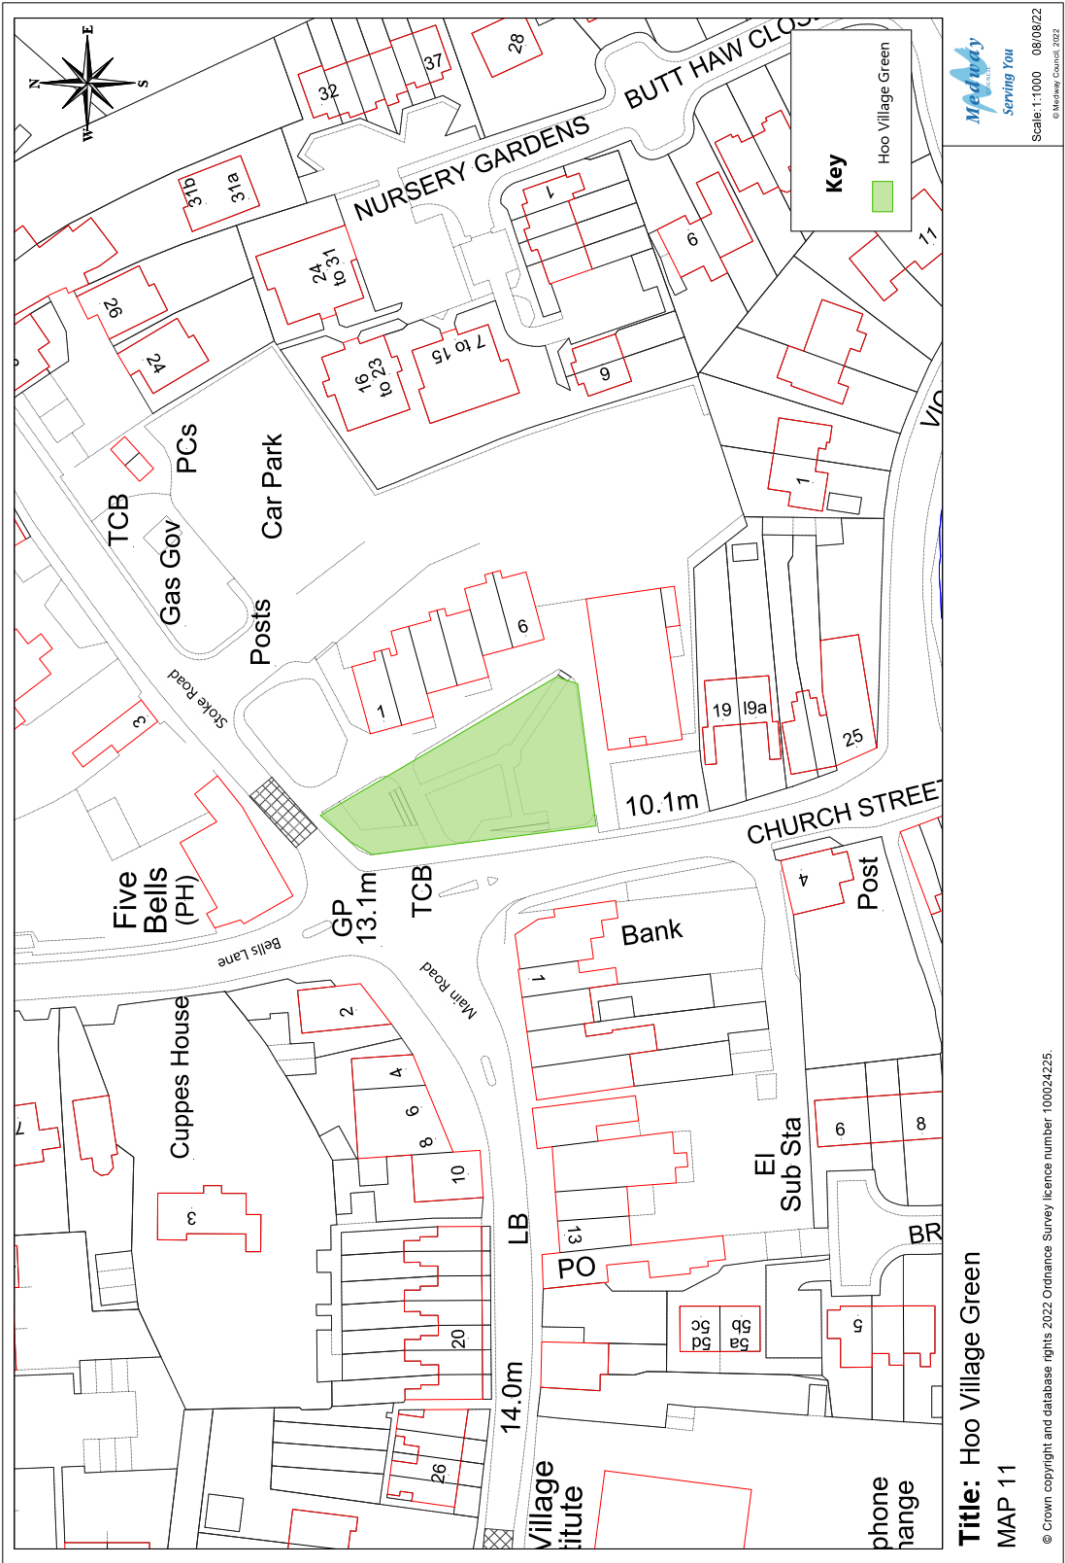 N
E
S
W
32
37
28
BUTT HAW CLOS
31b
31a
NURSERY GARDENS
1
Key
Hoo Village Green
Medway
COUNCIL
Serving You
Scale:1:1000 08/08/22
© Medway Council, 2022
26
24
24
to 31
16
to 23
7 to 15
6
9
11
VIC
1
TCB
PCs
Gas Gov
Car Park
Posts
Stoke Road
3
1
6
19
19a
25
10.1m
CHURCH STREET
Five
Bells
(PH)
GP
13.1m
TCB
Bells Lane
Main Road
Bank
1
4
Post
Cuppes House
2
4
6
8
10
7
3
El
Sub Sta
6
8
BR
LB
13
PO
20
5d
5c
5a
5b
5
14.0m
26
Village
titute
phone
hange
Title: Hoo Village Green
MAP 11
© Crown copyright and database rights 2022 Ordnance Survey licence number 100024225.